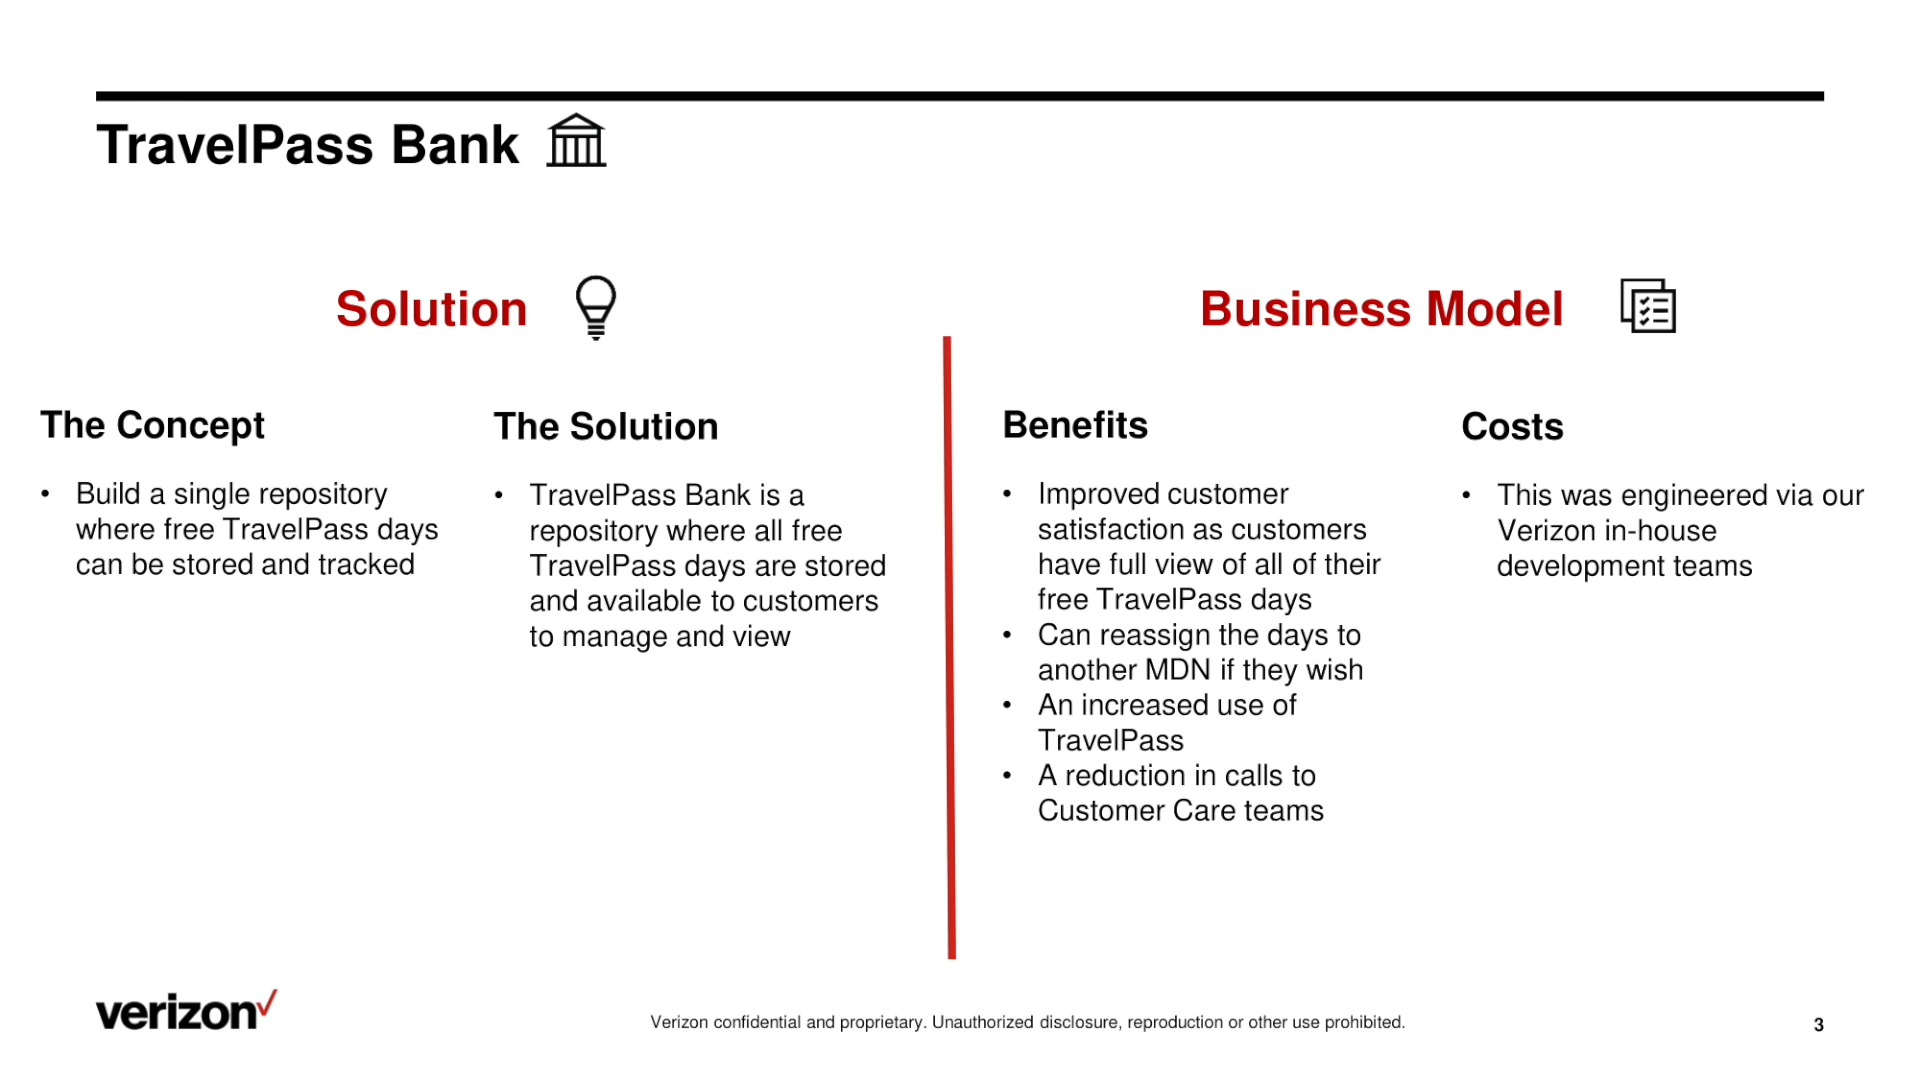 TravelPass Bank
Solution
Business Model
The Concept
• Build a single repository
where free TravelPass days
can be stored and tracked
The Solution
• TravelPass Bank is a
repository where all free
TravelPass days are stored
and available to customers
to manage and view
Benefits
• Improved customer
satisfaction as customers
have full view of all of their
free TravelPass days
• Can reassign the days to
another MDN if they wish
• An increased use of
TravelPass
• A reduction in calls to
Customer Care teams
Costs
• This was engineered via our
Verizon in-house
development teams
verizon
Verizon confidential and proprietary. Unauthorized disclosure, reproduction or other use prohibited.
3